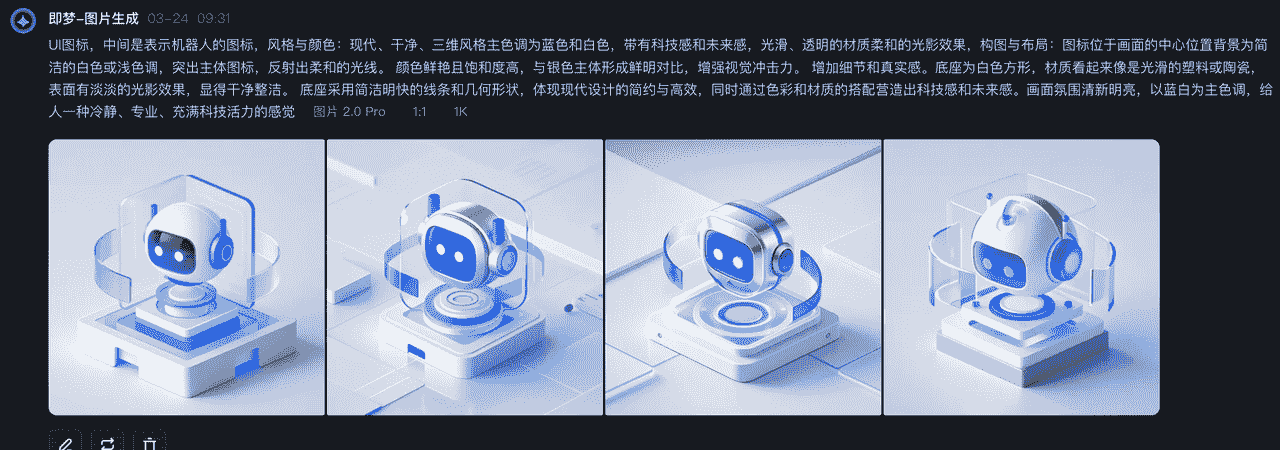 即梦-图片生成 03-24 09:31
UI图标，中间是表示机器人的图标，风格与颜色：现代、干净、三维风格主色调为蓝色和白色，带有科技感和未来感，光滑、透明的材质柔和的光影效果，构图与布局：图标位于画面的中心位置背景为简
洁的白色或浅色调，突出主体图标，反射出柔和的光线。 颜色鲜艳且饱和度高，与银色主体形成鲜明对比，增强视觉冲击力。 增加细节和真实感。底座为白色方形，材质看起来像是光滑的塑料或陶瓷，
表面有淡淡的光影效果，显得干净整洁。 底座采用简洁明快的线条和几何形状，体现现代设计的简约与高效，同时通过色彩和材质的搭配营造出科技感和未来感。画面氛围清新明亮，以蓝白为主色调，给
人一种冷静、专业、充满科技活力的感觉 图片 2.0 Pro 1:1 1K